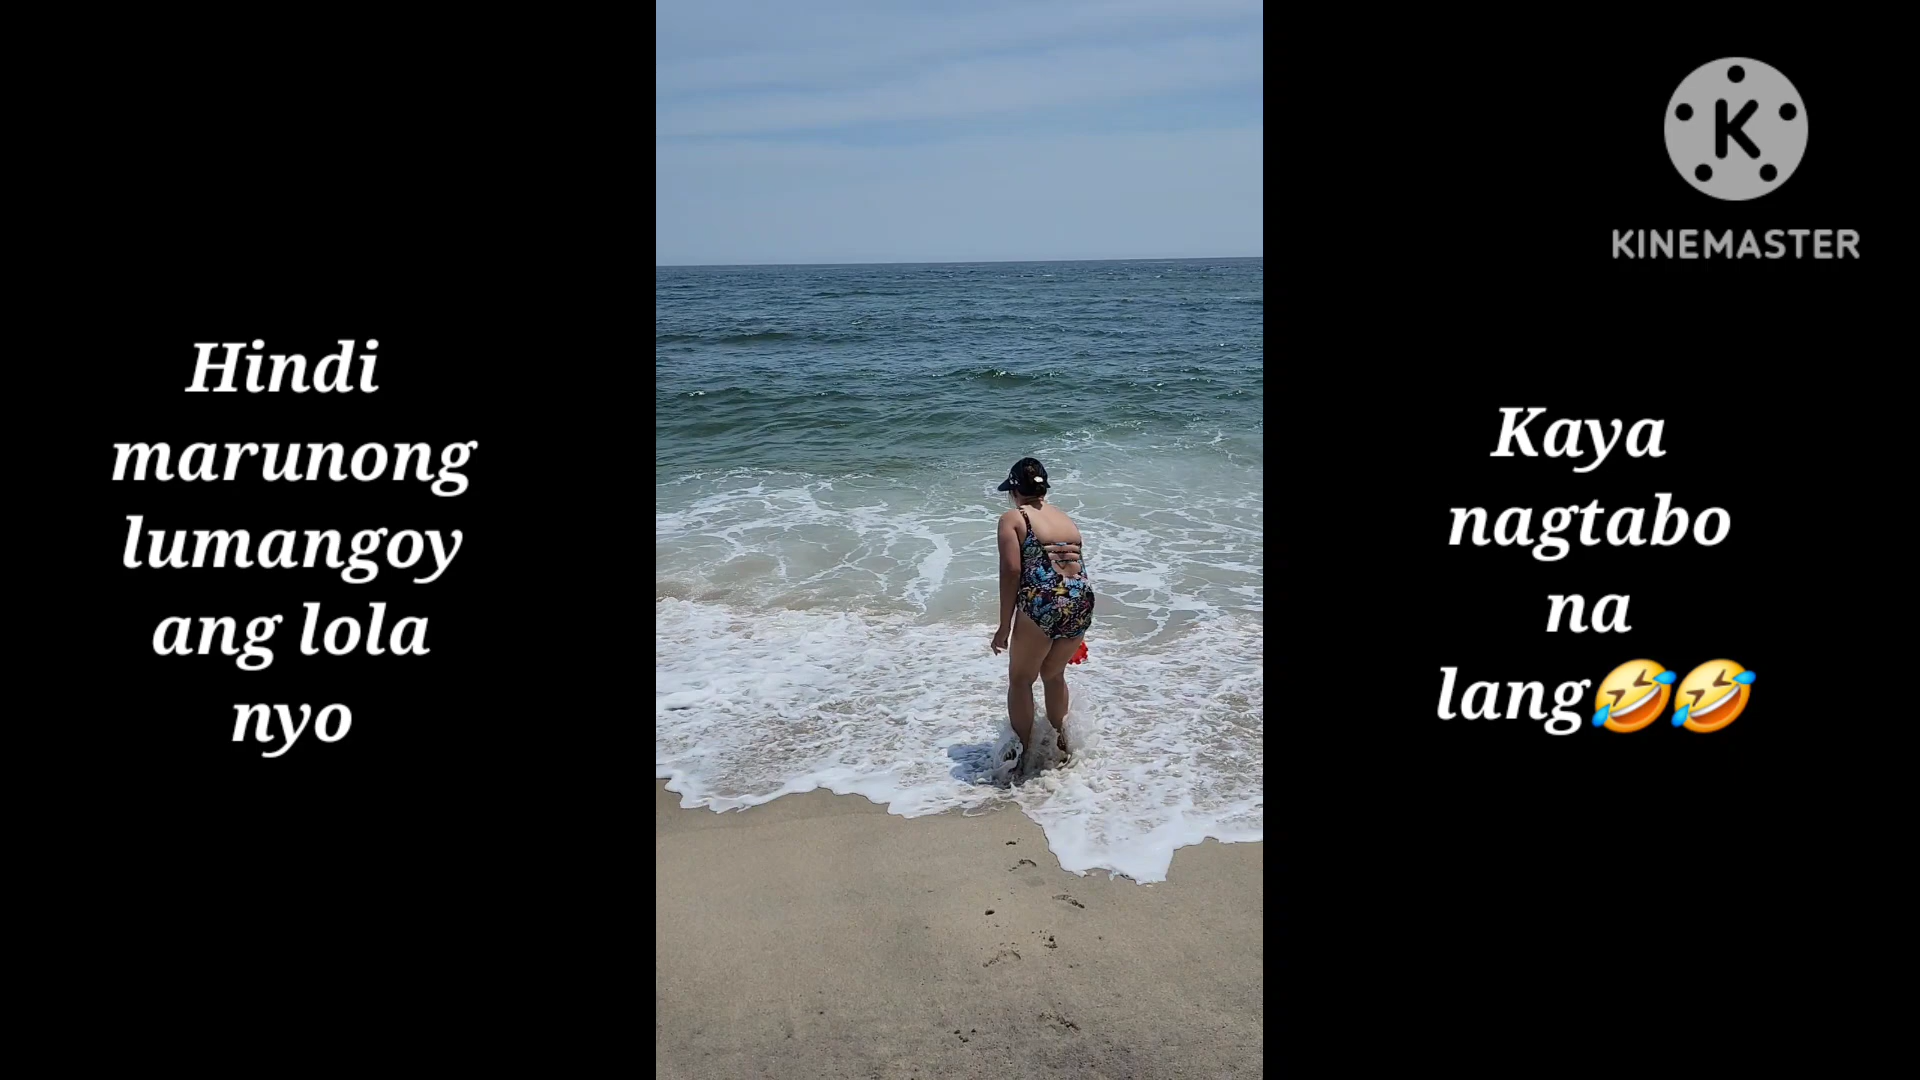 Hindi
marunong
lumangoy
ang lola
nyo
Kaya
nagtabo
na
lang🤣🤣
K
KINEMASTER